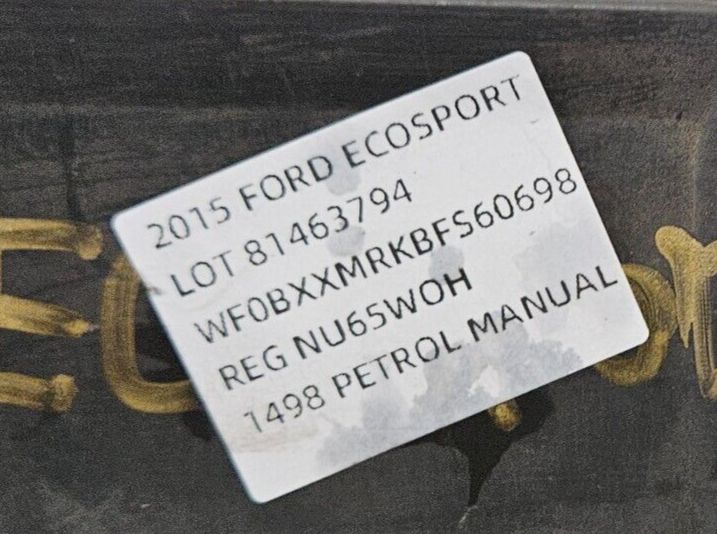 2015 FORD ECOSPORT
LOT 81463794
WF0BXXMRKBFS60698
REG NU65WOH
1498 PETROL MANUAL